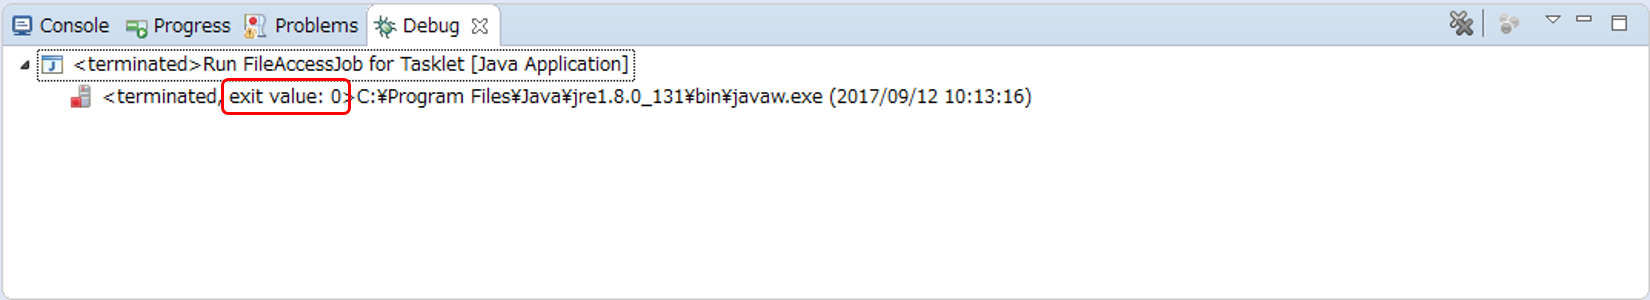 Console Progress Problems Debug
<terminated>Run FileAccessJob for Tasklet [Java Application]
<terminated, exit value: 0>C:¥Program Files¥Java¥jre1.8.0_131¥bin¥javaw.exe (2017/09/12 10:13:16)